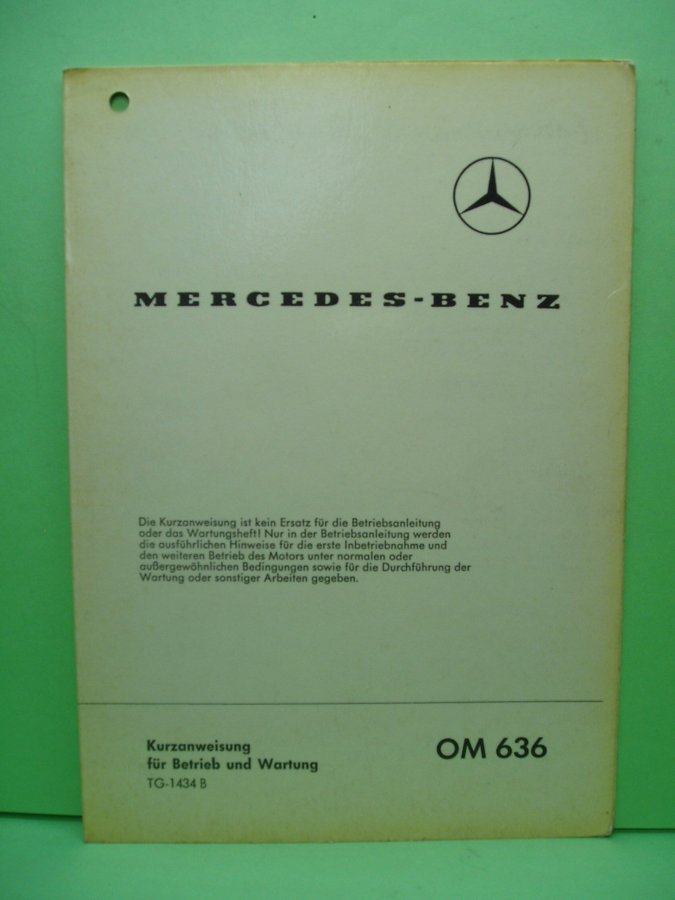 MERCEDES-BENZ
Die Kurzanweisung ist kein Ersatz für die Betriebsanleitung
oder das Wartungsheft! Nur in der Betriebsanleitung werden
die ausführlichen Hinweise für die erste Inbetriebnahme und
den weiteren Betrieb des Motors unter normalen oder
außergewöhnlichen Bedingungen sowie für die Durchführung der
Wartung oder sonstiger Arbeiten gegeben.
Kurzanweisung
für Betrieb und Wartung
TG-1434 B
OM 636